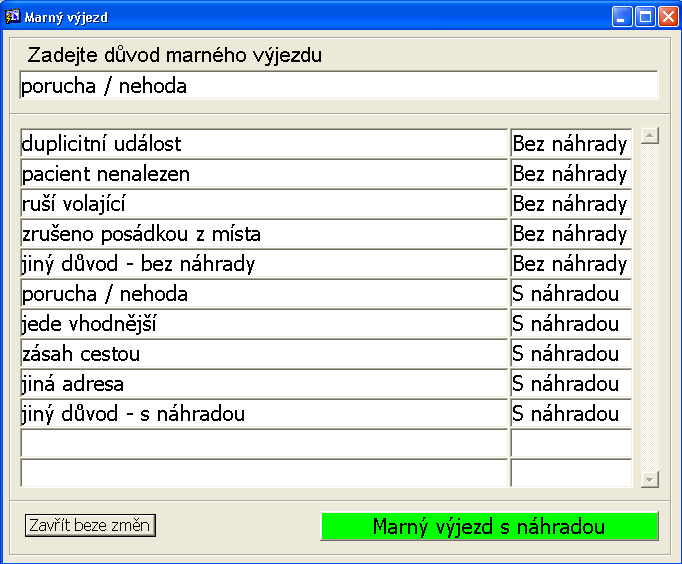 Marný výjezd
Zadejte důvod marného výjezdu
porucha / nehoda
duplicitní událost Bez náhrady
pacient nenalezen Bez náhrady
ruší volající Bez náhrady
zrušeno posádkou z místa Bez náhrady
jiný důvod - bez náhrady Bez náhrady
porucha / nehoda S náhradou
jede vhodnější S náhradou
zásah cestou S náhradou
jiná adresa S náhradou
jiný důvod - s náhradou S náhradou
Zavřít beze změn Marný výjezd s náhradou